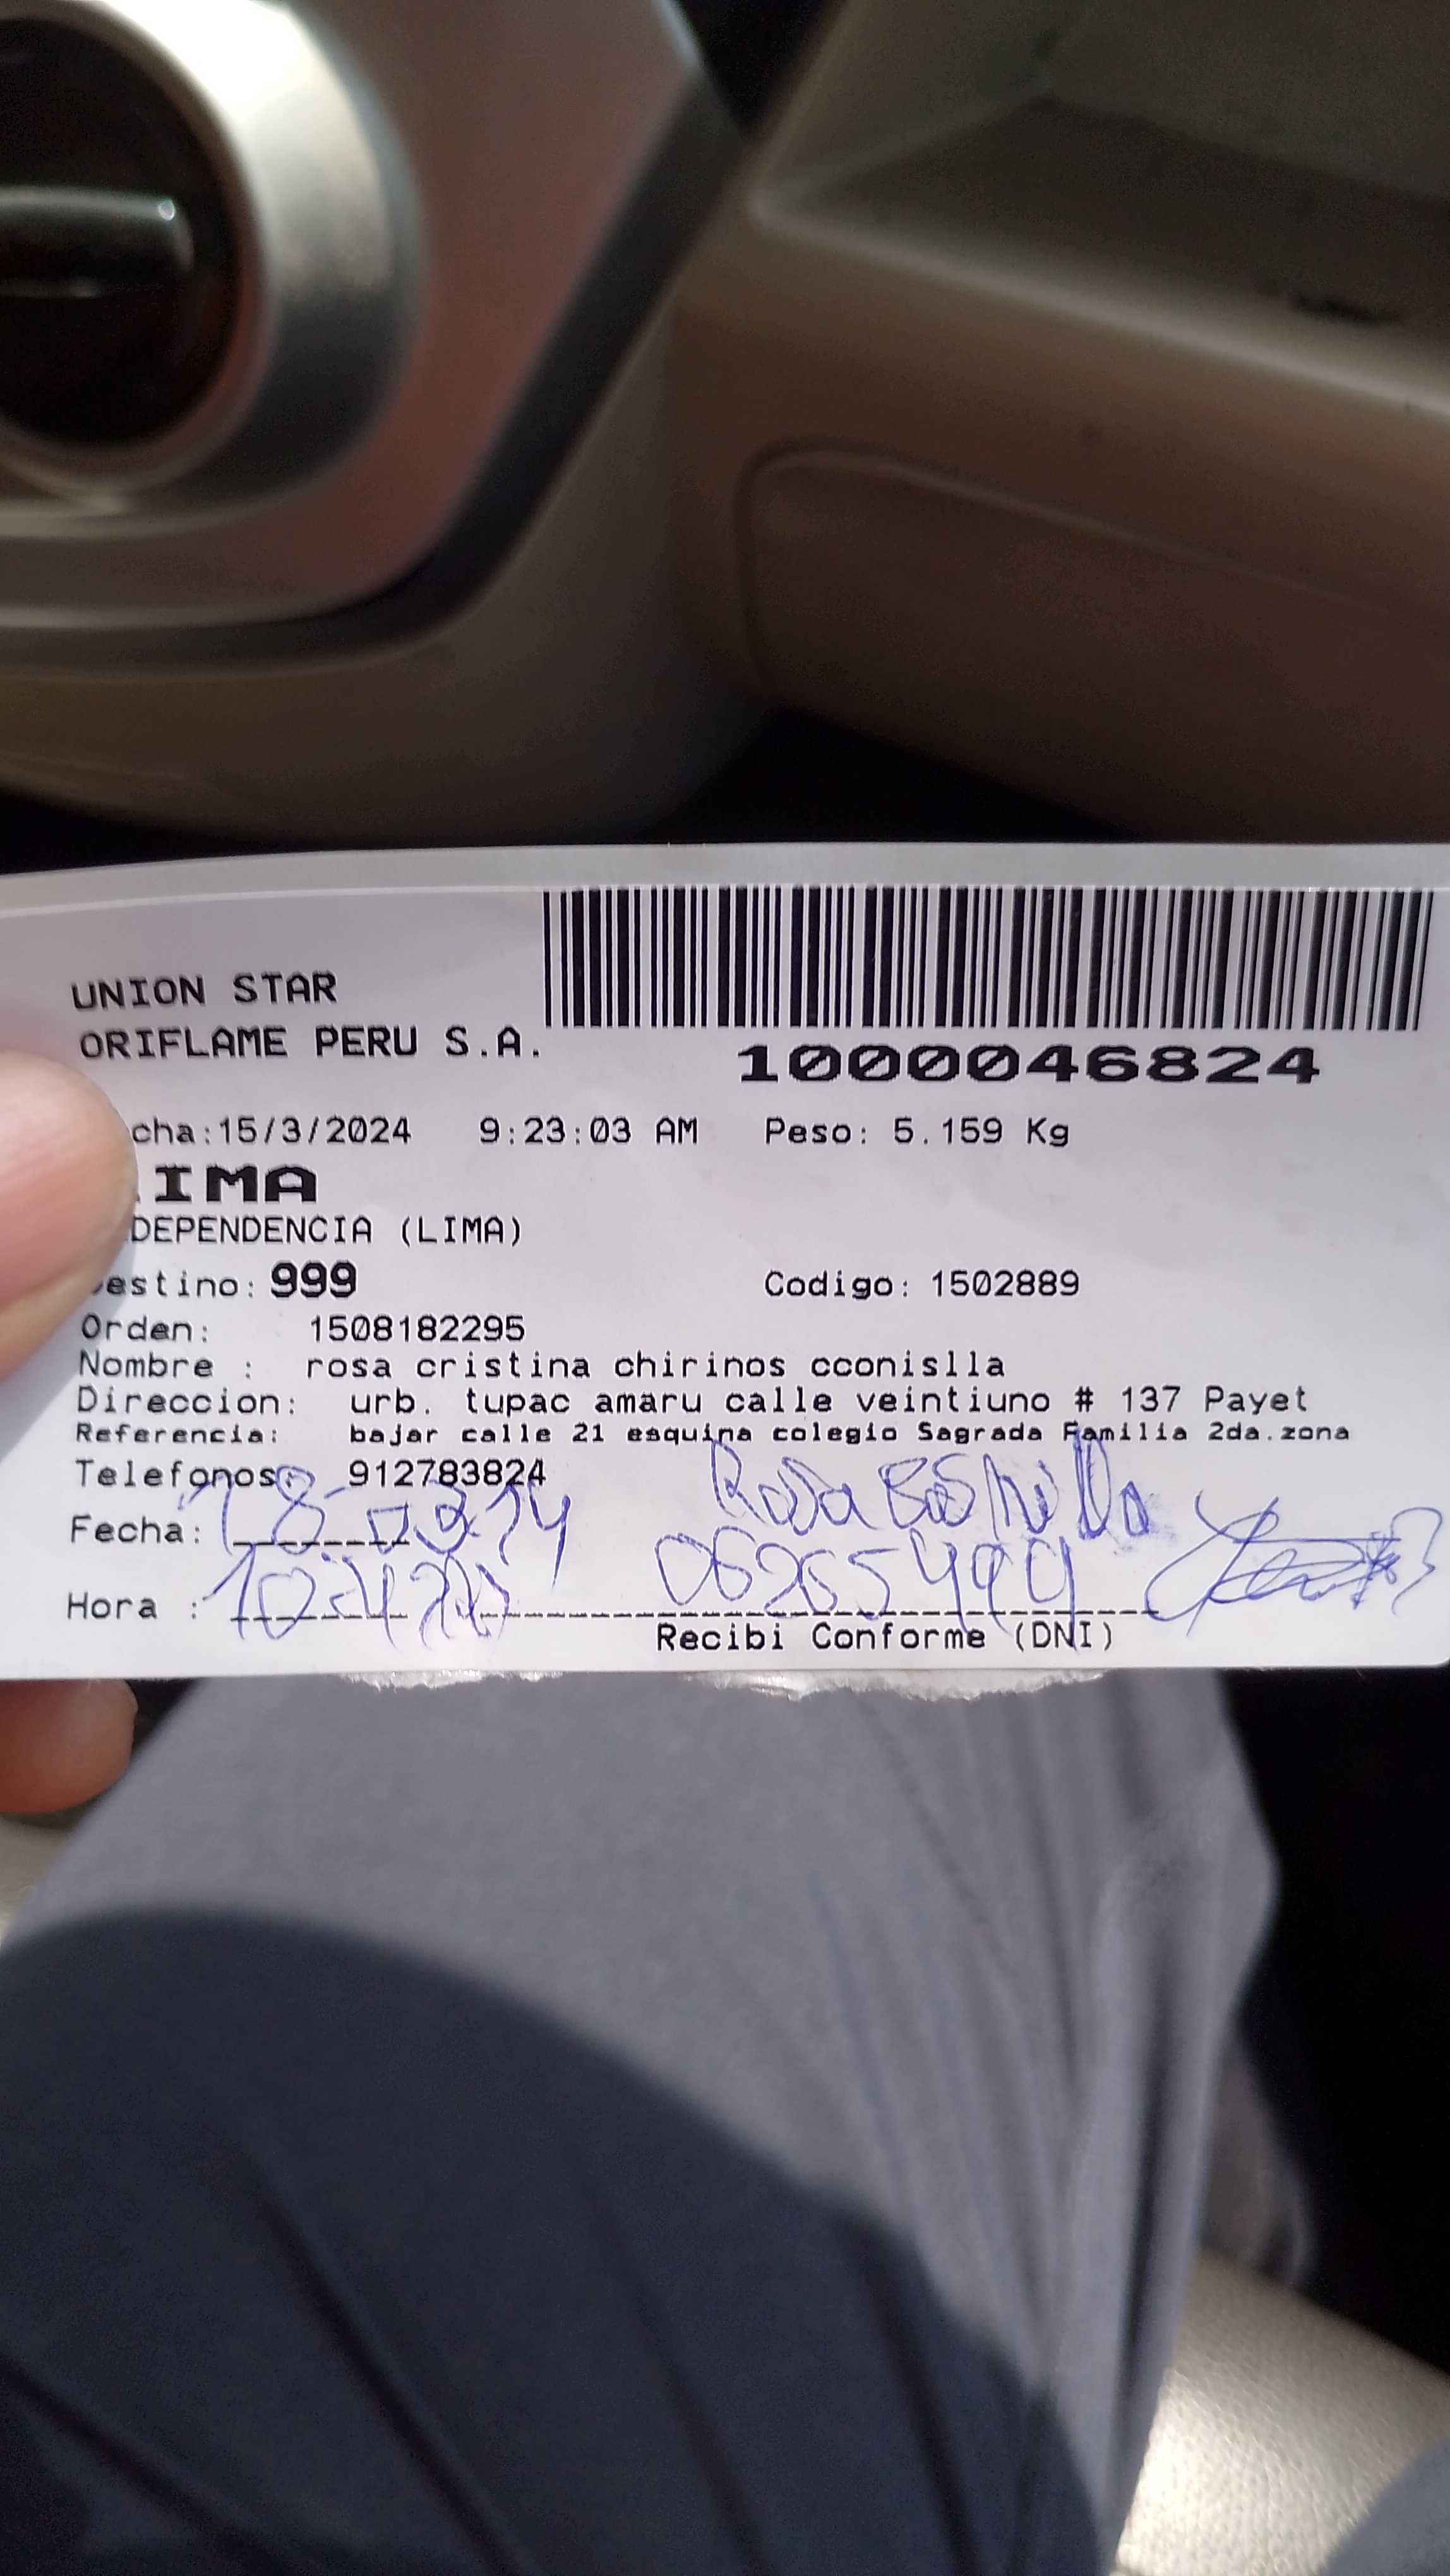 UNION STAR
ORIFLAME PERU S.A.
1000046824
cha:15/3/2024 9:23:03 AM Peso: 5.159 Kg
IMA
DEPENDENCIA (LIMA)
estino: 999 Codigo: 1502889
Orden: 1508182295
Nombre : rosa cristina chirinos cconislla
Direccion: urb. tupac amaru calle veintiuno # 137 Payet
Referencia: bajar calle 21 esquina colegio Sagrada Familia 2da.zona
Telefonos: 912783824
Rosa
Fecha:
Hora :
Recibi Conforme (DNI)